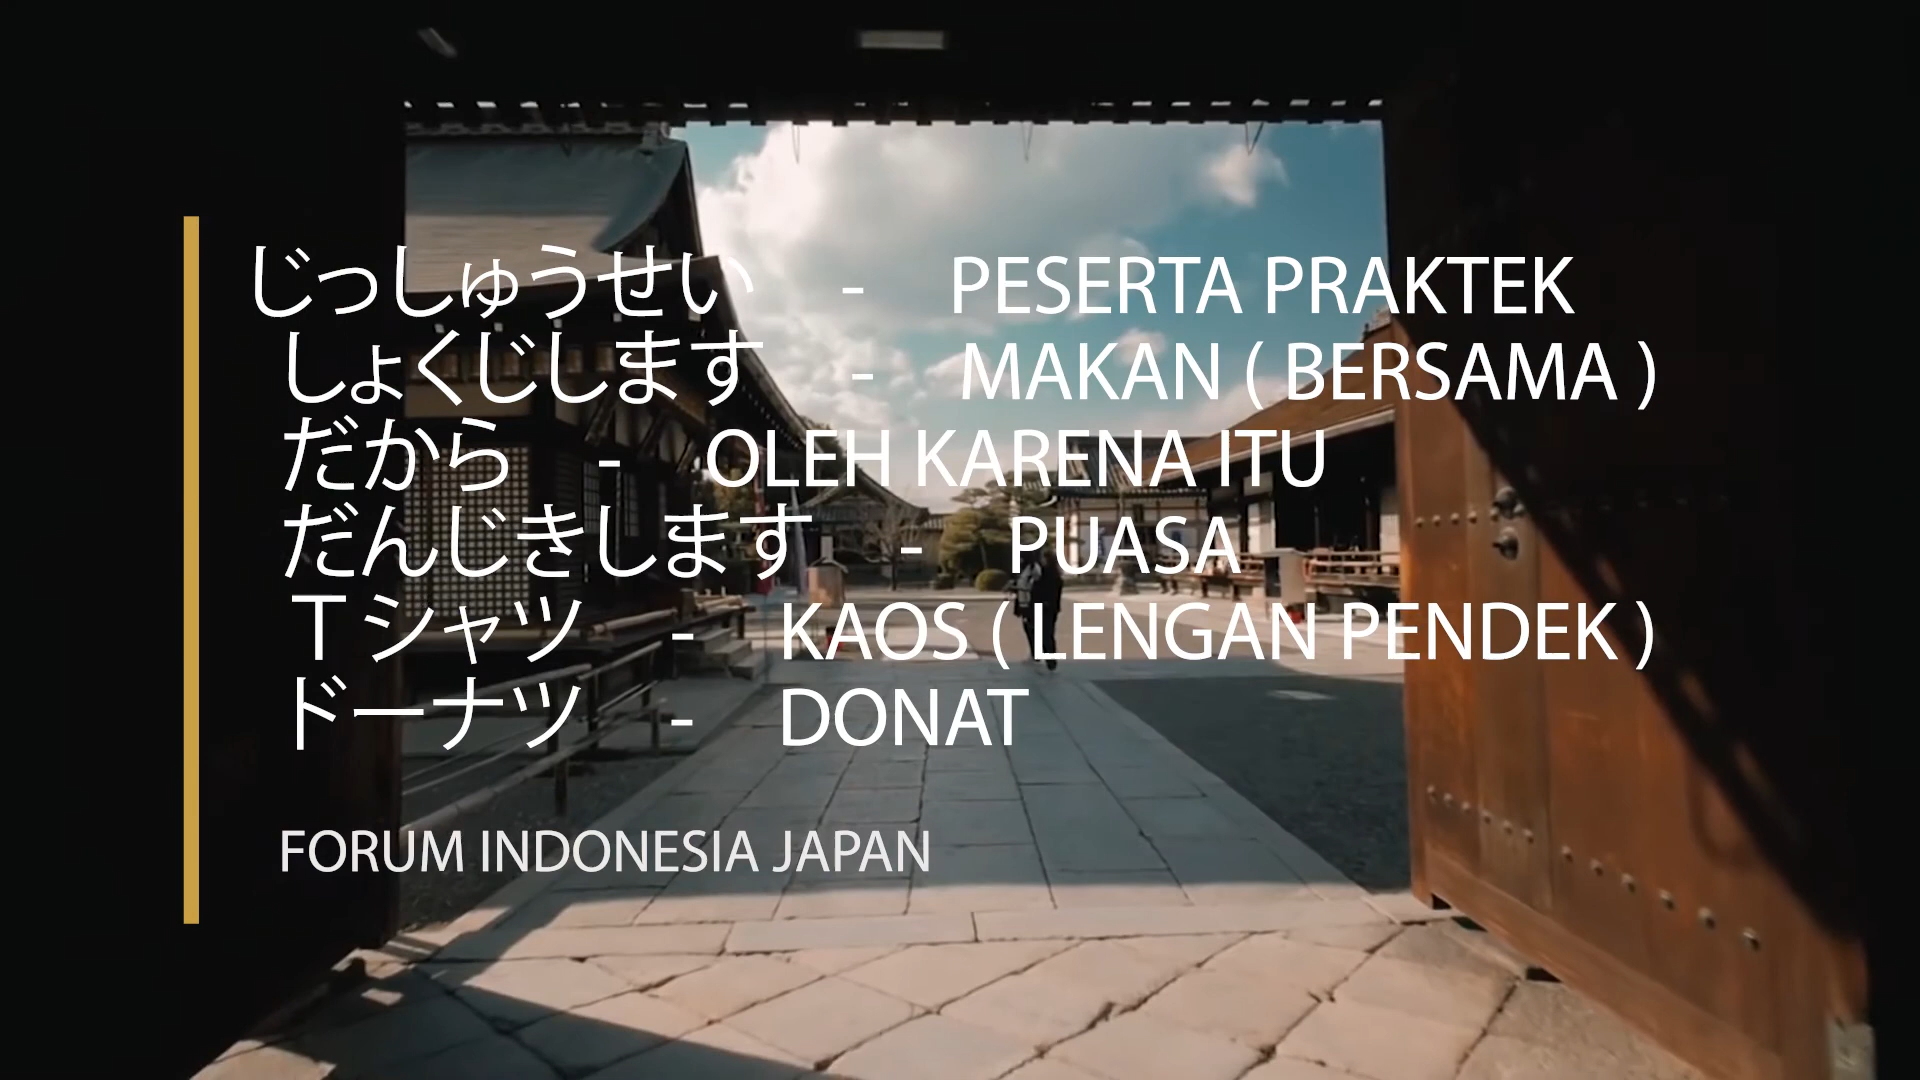 じっしゅうせい - PESERTA PRAKTEK
しょくじします - MAKAN ( BERSAMA )
だから - OLEH KARENA ITU
だんじきします - PUASA
Ｔシャツ - KAOS ( LENGAN PENDEK )
ドーナツ - DONAT
FORUM INDONESIA JAPAN